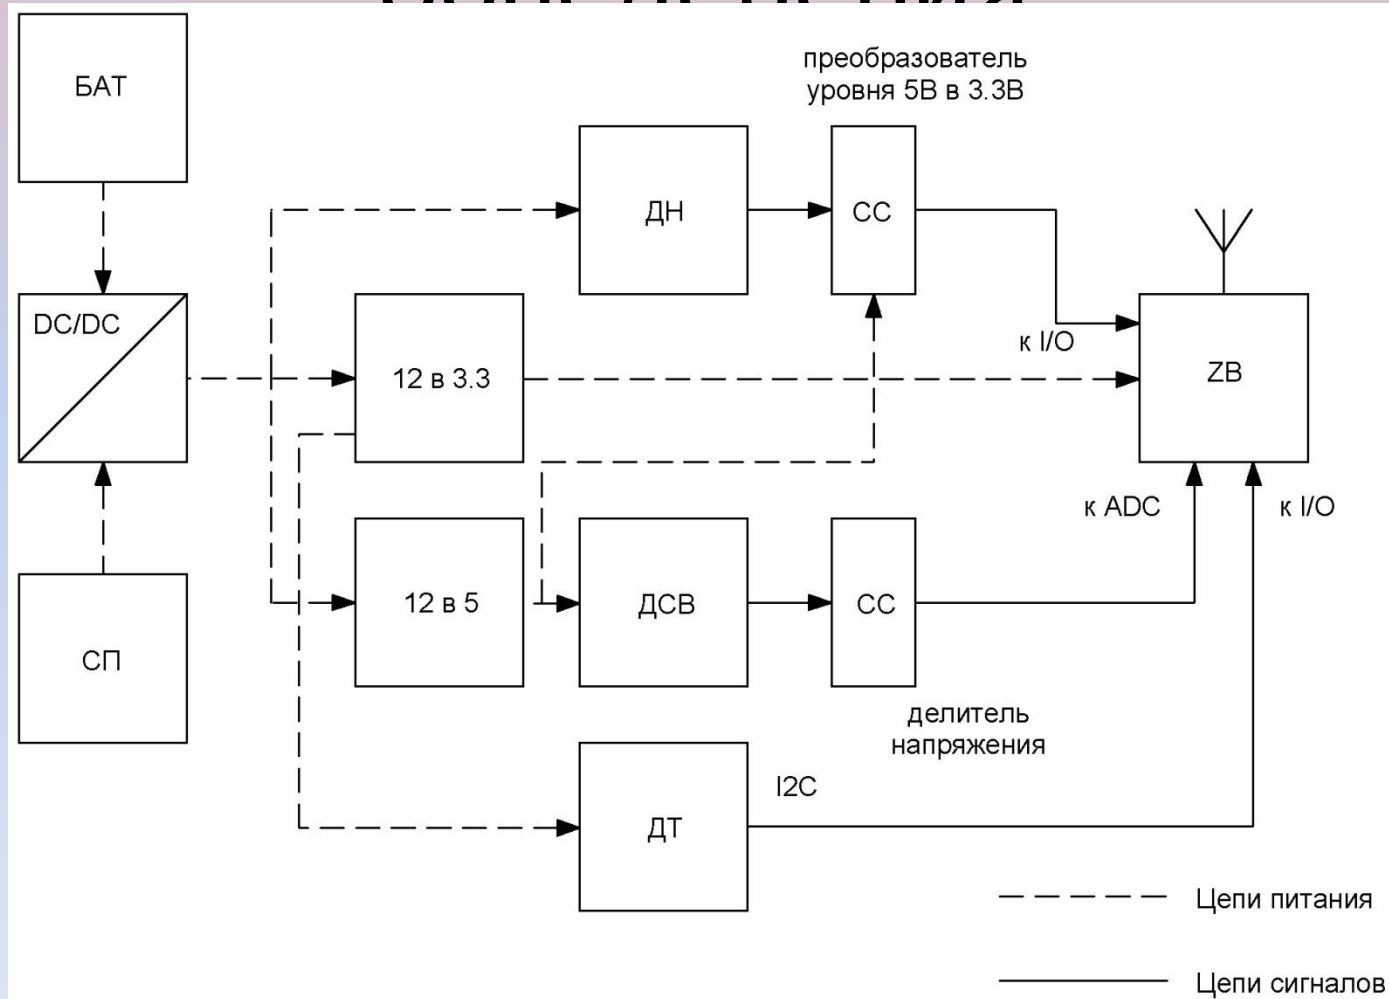 преобразователь
уровня 5В в 3.3В
БАТ
ДН
СС
DC/DC
12 в 3.3
к I/O
ZB
к ADC
к I/O
12 в 5
ДСВ
СС
СП
делитель
напряжения
I2C
ДТ
Цепи питания
Цепи сигналов